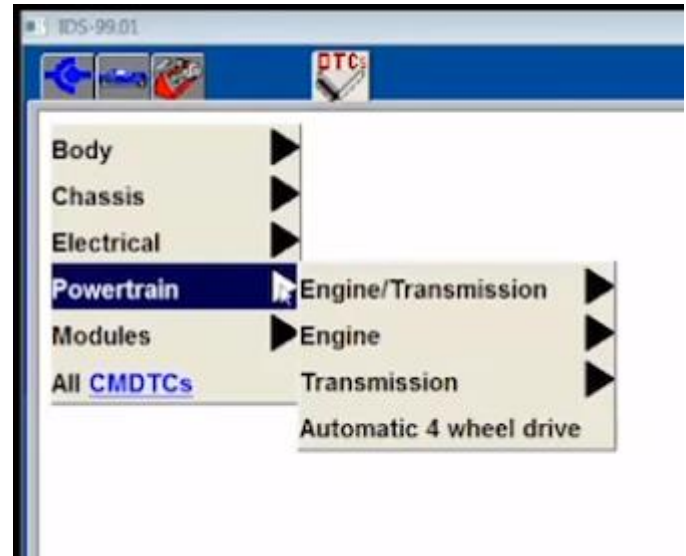 IDS-99.01
DTCs
Body
Chassis
Electrical
Powertrain
Modules
All CMDTCs
Engine/Transmission
Engine
Transmission
Automatic 4 wheel drive